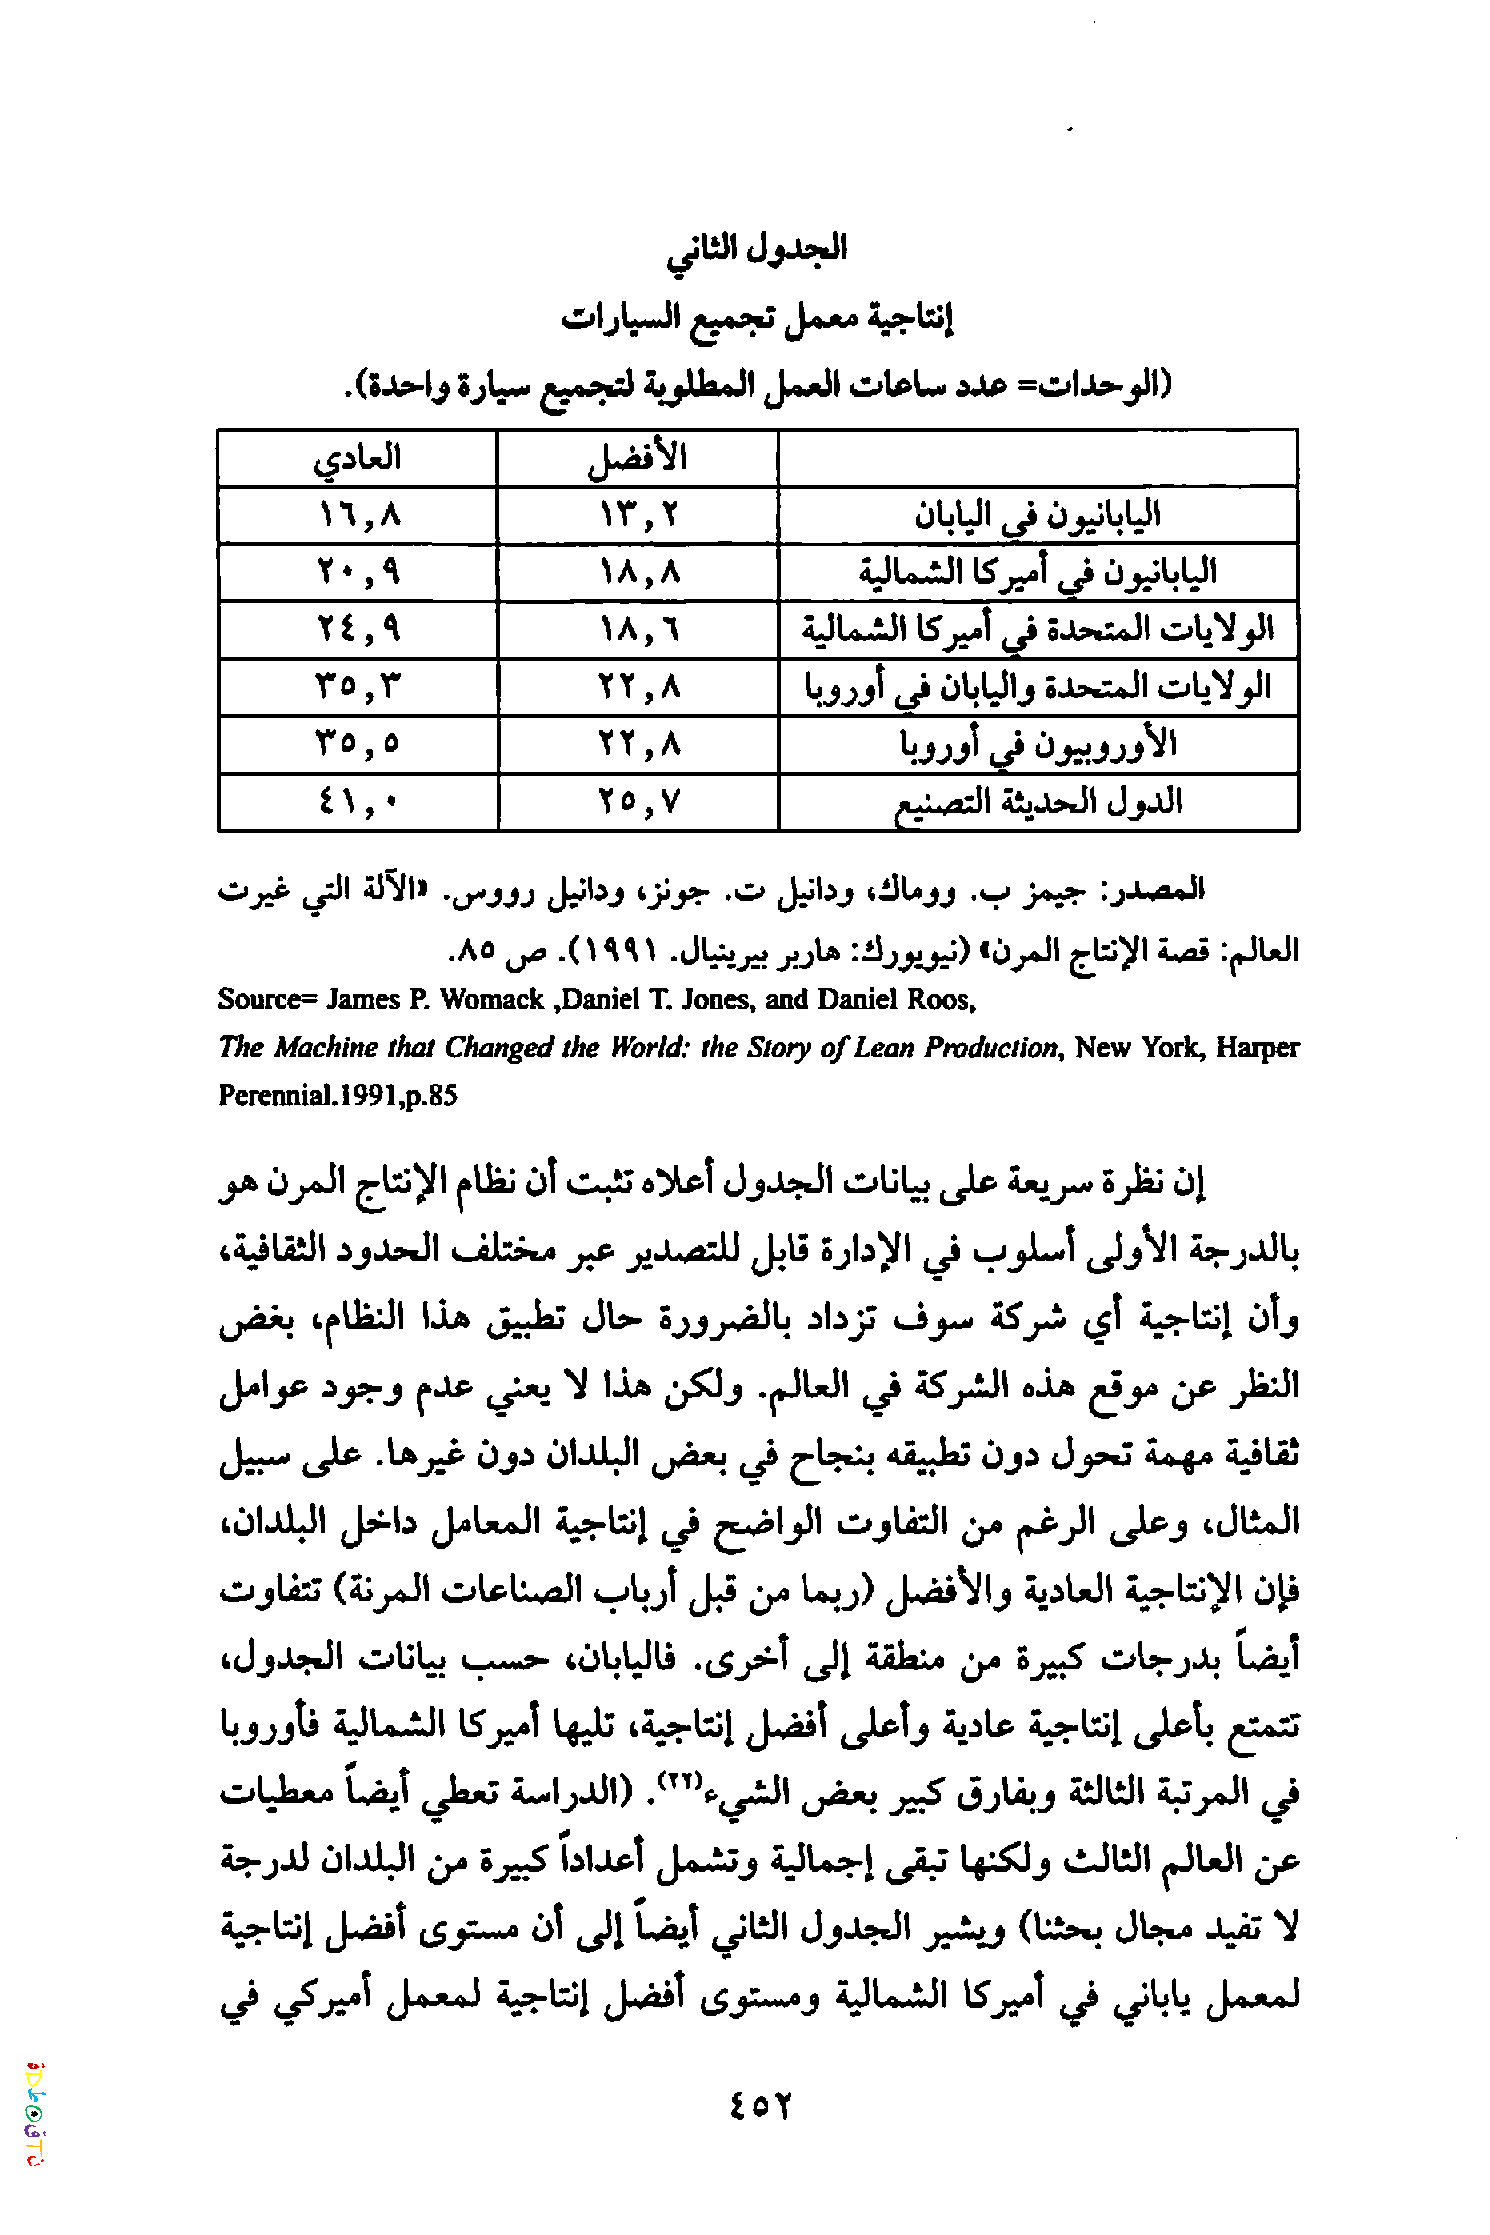 الجدول الثاني
إنتاجية معمل تجميع السيارات
(الوحدات= عدد ساعات العمل المطلوبة لتجميع سيارة واحدة).
الأفضل العادي
اليابانيون في اليابان ١٣,٢ ١٦,٨
اليابانيون في أميركا الشمالية ١٨,٨ ٢٠,٩
الولايات المتحدة في أميركا الشمالية ١٨,٦ ٢٤,٩
الولايات المتحدة واليابان في أوروبا ٢٢,٨ ٣٥,٣
الأوروبيون في أوروبا ٢٢,٨ ٣٥,٥
الدول الحديثة التصنيع ٢٥,٧ ٤١,٠
المصدر: جيمز ب. ووماك، ودانيل ت. جونز، ودانيل رووس. «الآلة التي غيرت
العالم: قصة الإنتاج المرن» (نيويورك: هاربر بيرينيال. ١٩٩١). ص ٨٥.
Source= James P. Womack ,Daniel T. Jones, and Daniel Roos,
The Machine that Changed the World: the Story of Lean Production, New York, Harper
Perennial.1991,p.85
إن نظرة سريعة على بيانات الجدول أعلاه تثبت أن نظام الإنتاج المرن هو
بالدرجة الأولى أسلوب في الإدارة قابل للتصدير عبر مختلف الحدود الثقافية،
وأن إنتاجية أي شركة سوف تزداد بالضرورة حال تطبيق هذا النظام، بغض
النظر عن موقع هذه الشركة في العالم. ولكن هذا لا يعني عدم وجود عوامل
ثقافية مهمة تحول دون تطبيقه بنجاح في بعض البلدان دون غيرها. على سبيل
المثال، وعلى الرغم من التفاوت الواضح في إنتاجية المعامل داخل البلدان،
فإن الإنتاجية العادية والأفضل (ربما من قبل أرباب الصناعات المرنة) تتفاوت
أيضاً بدرجات كبيرة من منطقة إلى أخرى. فاليابان، حسب بيانات الجدول،
تتمتع بأعلى إنتاجية عادية وأعلى أفضل إنتاجية، تليها أميركا الشمالية فأوروبا
في المرتبة الثالثة وبفارق كبير بعض الشيء(٢٢). (الدراسة تعطي أيضاً معطيات
عن العالم الثالث ولكنها تبقى إجمالية وتشمل أعداداً كبيرة من البلدان لدرجة
لا تفيد مجال بحثنا) ويشير الجدول الثاني أيضاً إلى أن مستوى أفضل إنتاجية
لمعمل ياباني في أميركا الشمالية ومستوى أفضل إنتاجية لمعمل أميركي في
٤٥٢